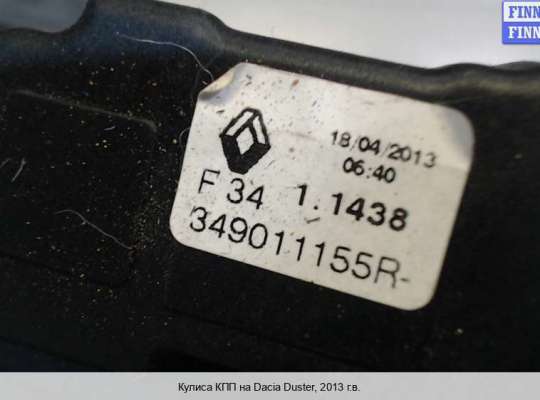 FINN
FINN
18/04/2013
06:40
F 34 1.1438
349011155R-
Кулиса КПП на Dacia Duster, 2013 г.в.